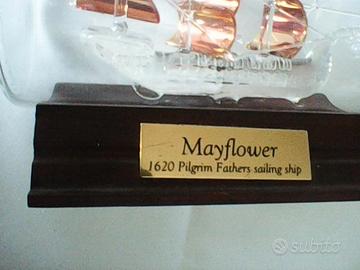 Mayflower
1620 Pilgrim Fathers sailing ship
subito